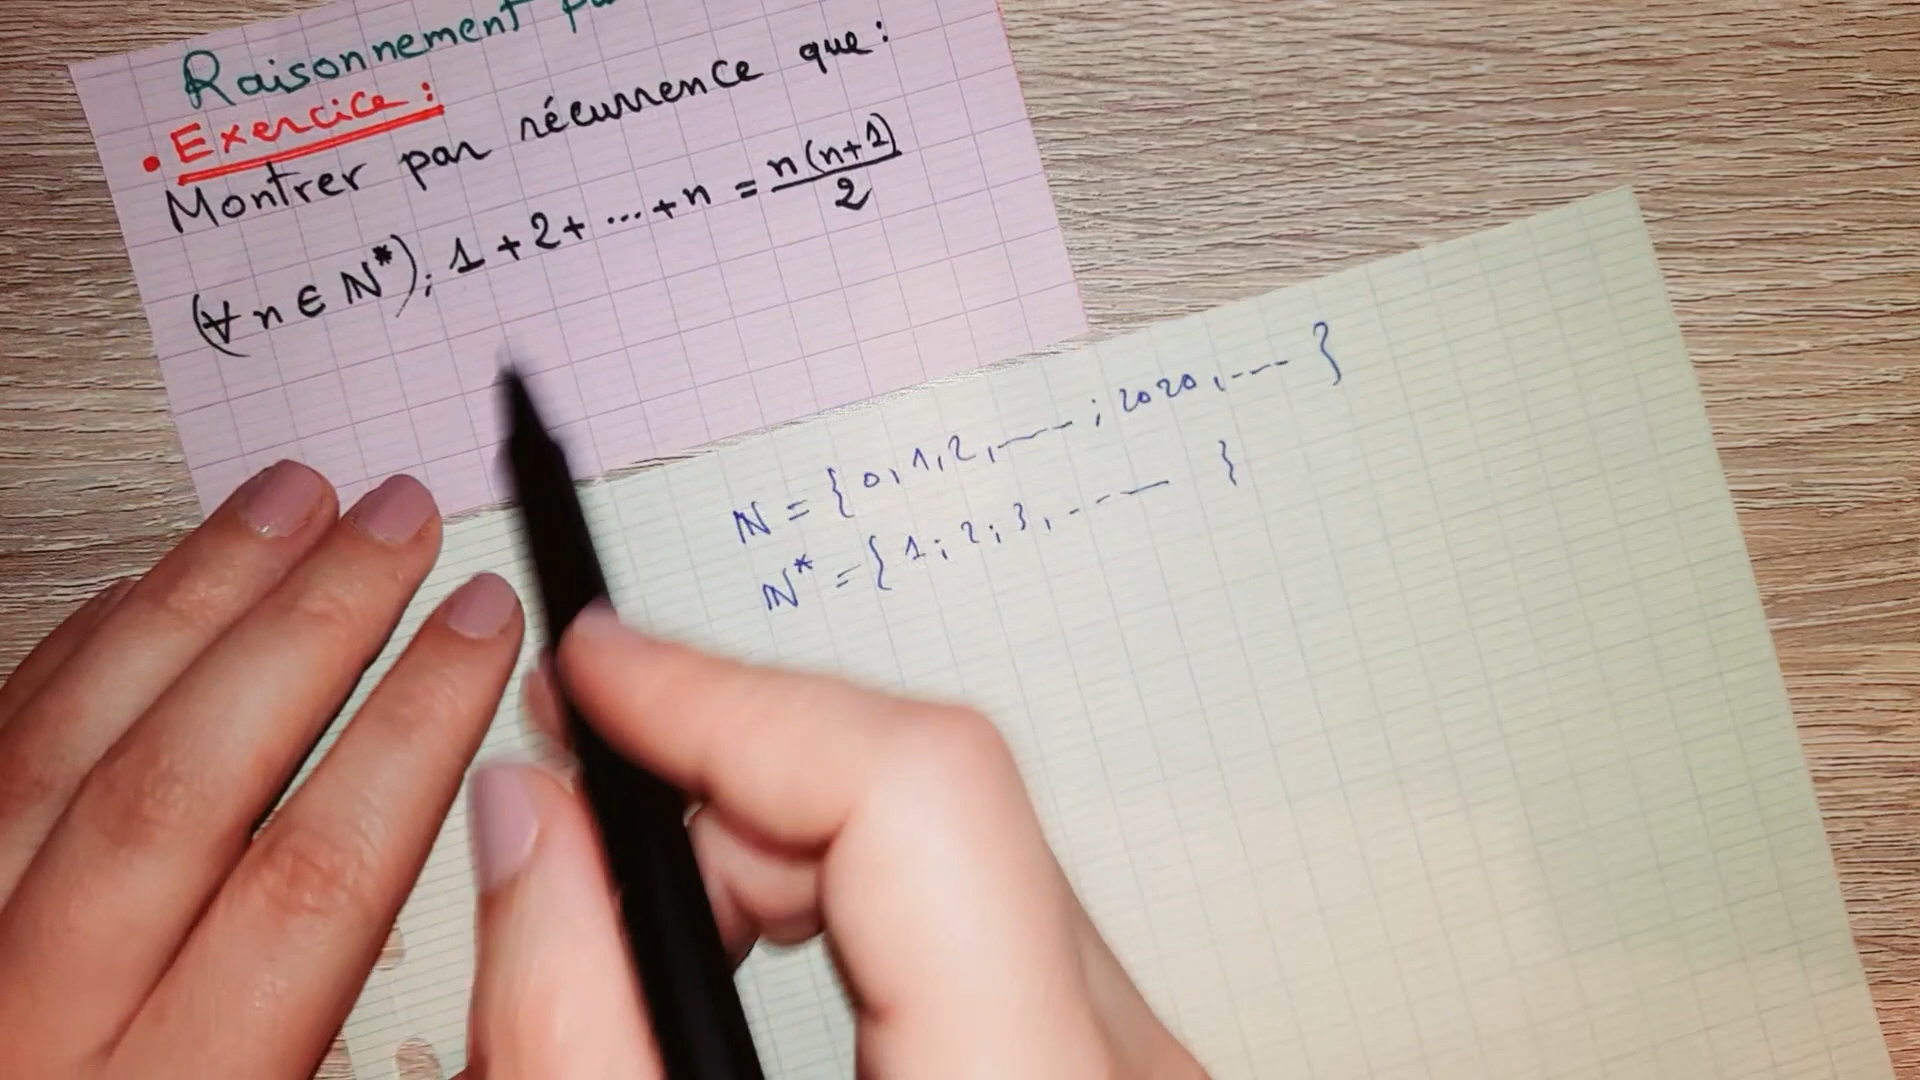 Raisonnement
• Exercice :
Montrer par récurrence que :
(∀ n ∈ ℕ*); 1 + 2 + ... + n = n(n+1)/2
ℕ = { 0, 1, 2, ---- ; 2020, --- }
ℕ* = { 1; 2; 3, ---- }